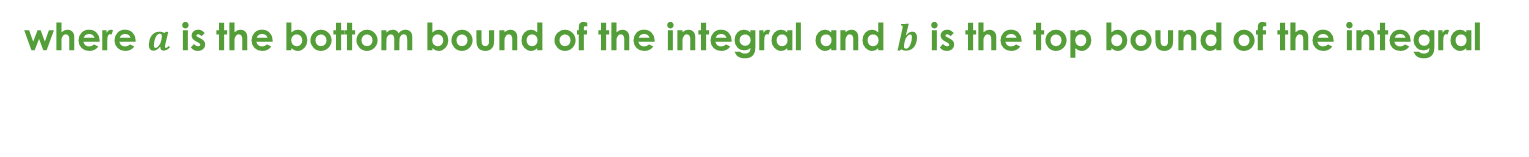 where a is the bottom bound of the integral and b is the top bound of the integral